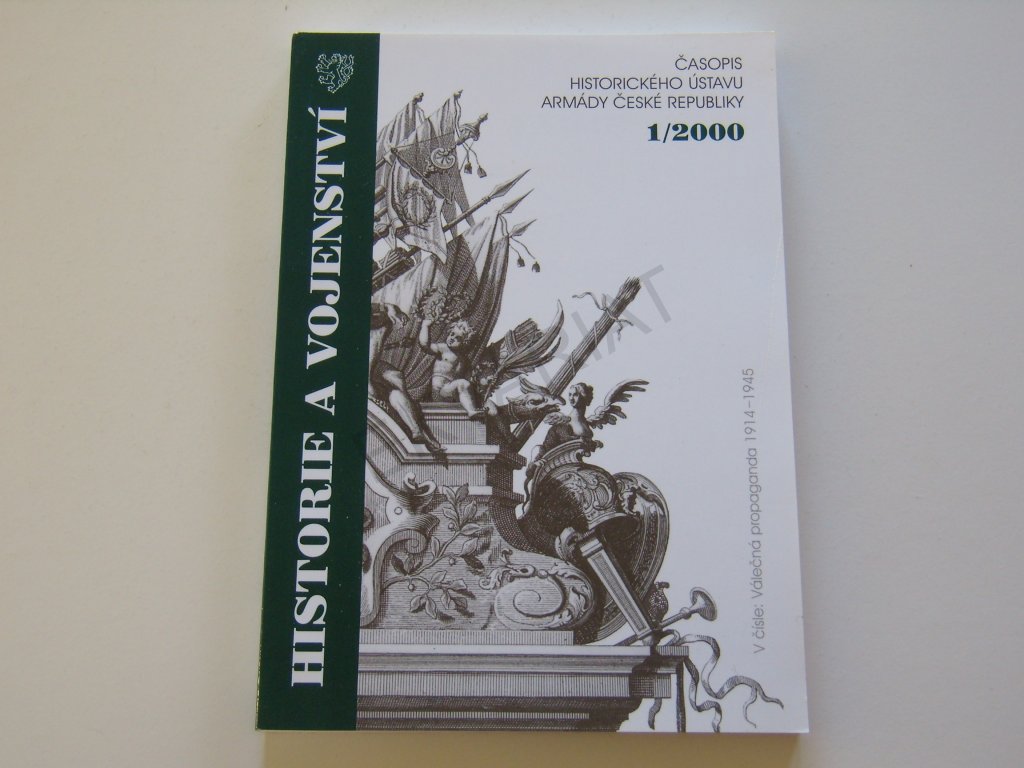 HISTORIE A VOJENSTVÍ
ČASOPIS
HISTORICKÉHO ÚSTAVU
ARMÁDY ČESKÉ REPUBLIKY
1/2000
V čísle: Válečná propaganda 1914–1945